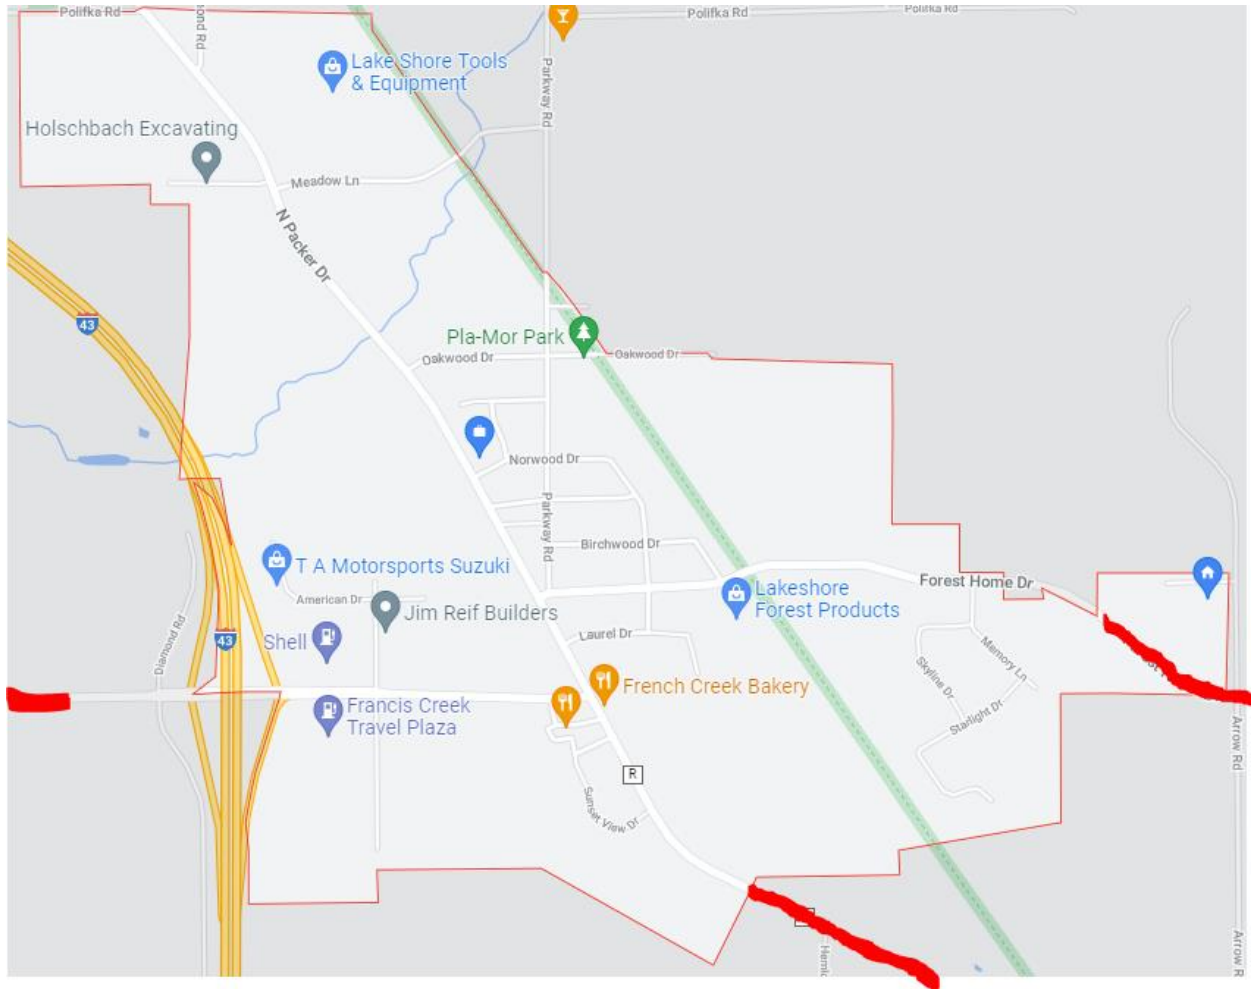 Polifka Rd
Polifka Rd
Polifka Rd
ond Rd
Lake Shore Tools
& Equipment
Parkway Rd
Holschbach Excavating
Meadow Ln
N Packer Dr
43
Pla-Mor Park
Oakwood Dr
Oakwood Dr
Norwood Dr
Parkway Rd
Birchwood Dr
T A Motorsports Suzuki
Forest Home Dr
American Dr
Jim Reif Builders
Lakeshore
Forest Products
Diamond Rd
43
Shell
Laurel Dr
Memory Ln
Skyline Dr
French Creek Bakery
Francis Creek
Travel Plaza
Starlight Dr
Arrow Rd
R
Sunset View Dr
Arrow R